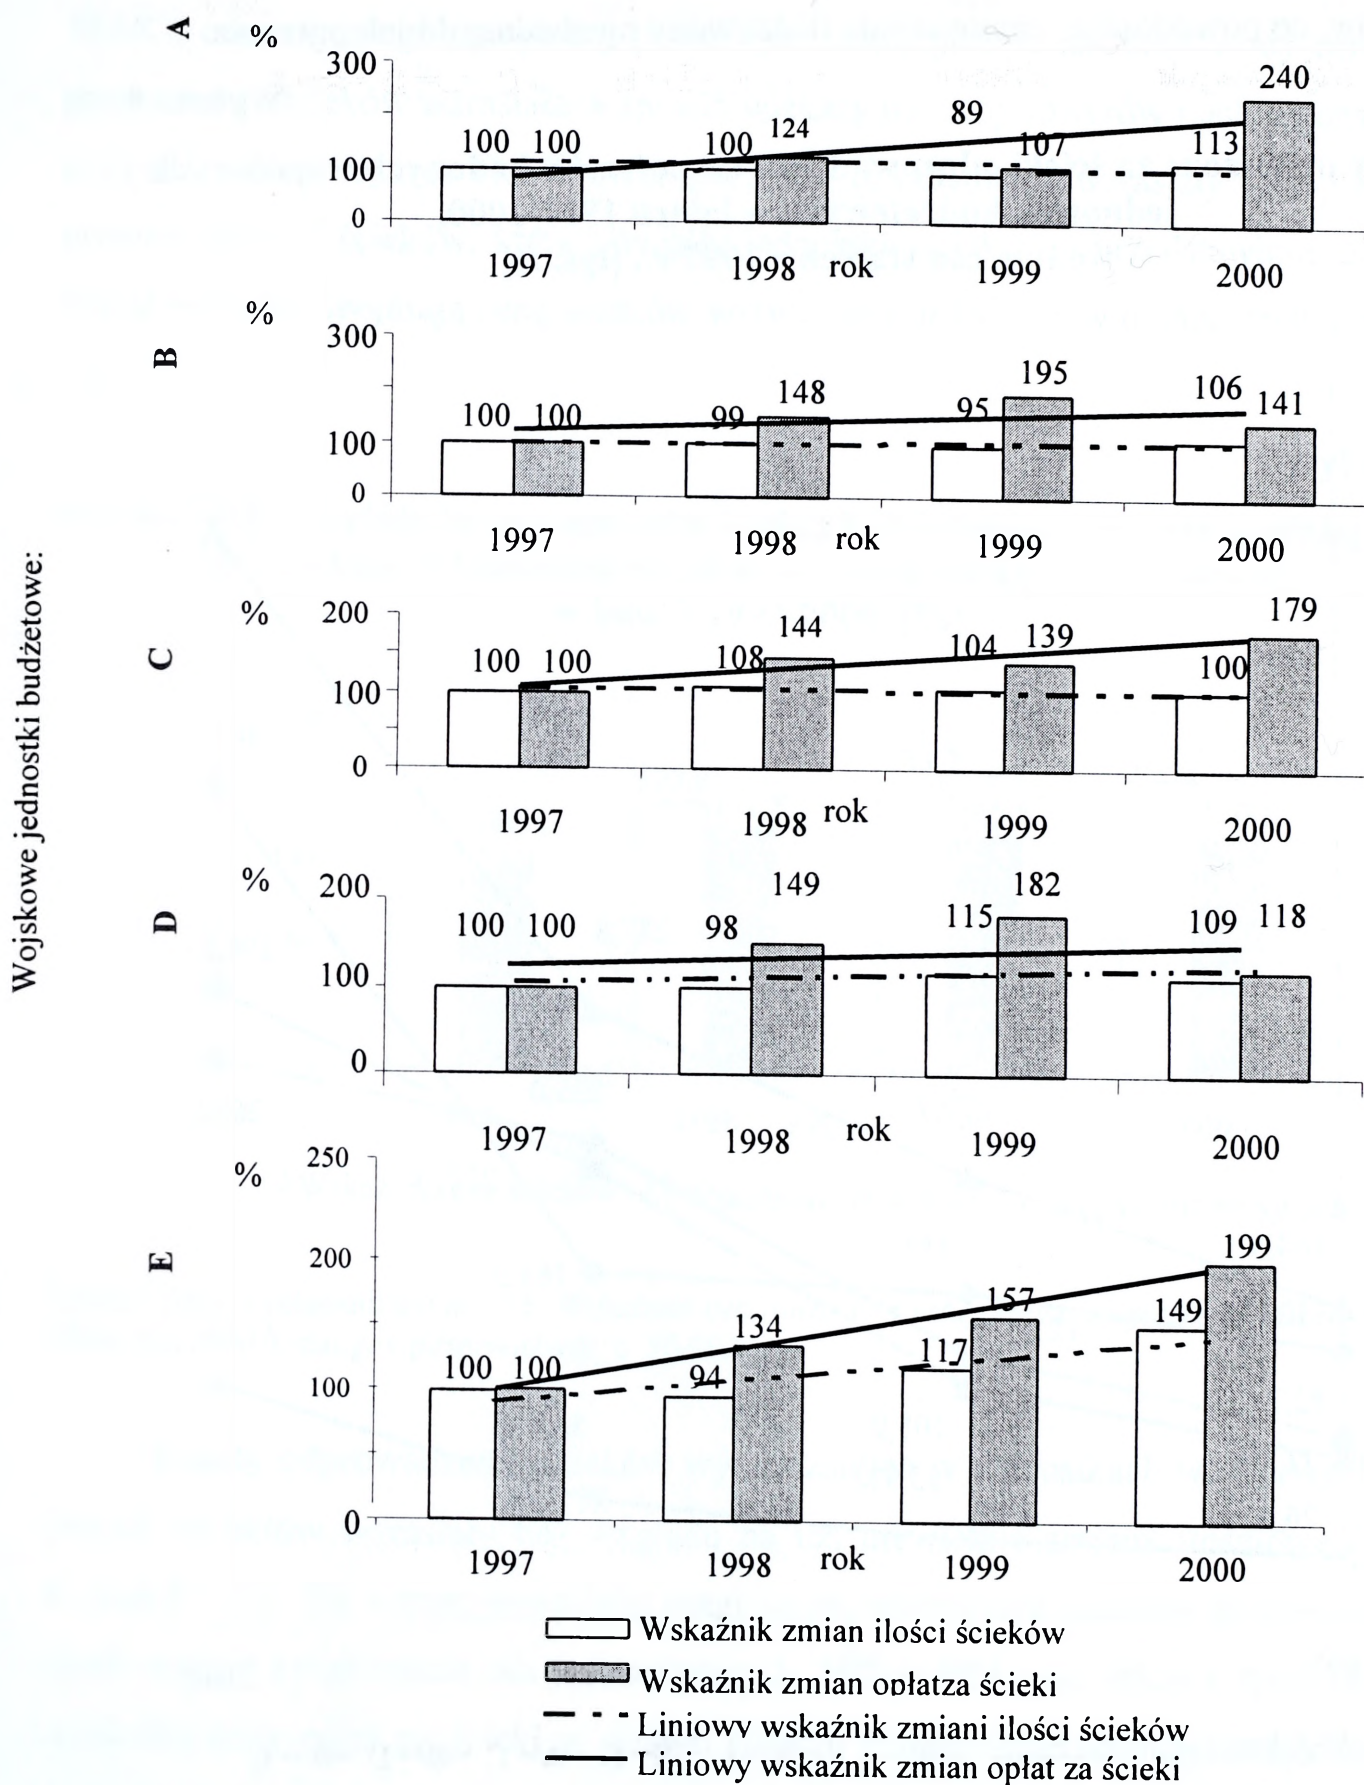 Wojskowe jednostki budżetowe:
A
%
300
100
0
100 100 100 124 89 107 113 240
1997 1998 rok 1999 2000
B
%
300
100
0
100 100 99 148 95 195 106 141
1997 1998 rok 1999 2000
C
%
200
100
0
100 100 108 144 104 139 100 179
1997 1998 rok 1999 2000
D
%
200
100
0
100 100 98 149 115 182 109 118
1997 1998 rok 1999 2000
E
%
250
200
100
0
100 100 94 134 117 157 149 199
1997 1998 rok 1999 2000
Wskaźnik zmian ilości ścieków
Wskaźnik zmian opłatza ścieki
Liniowy wskaźnik zmiani ilości ścieków
Liniowy wskaźnik zmian opłat za ścieki